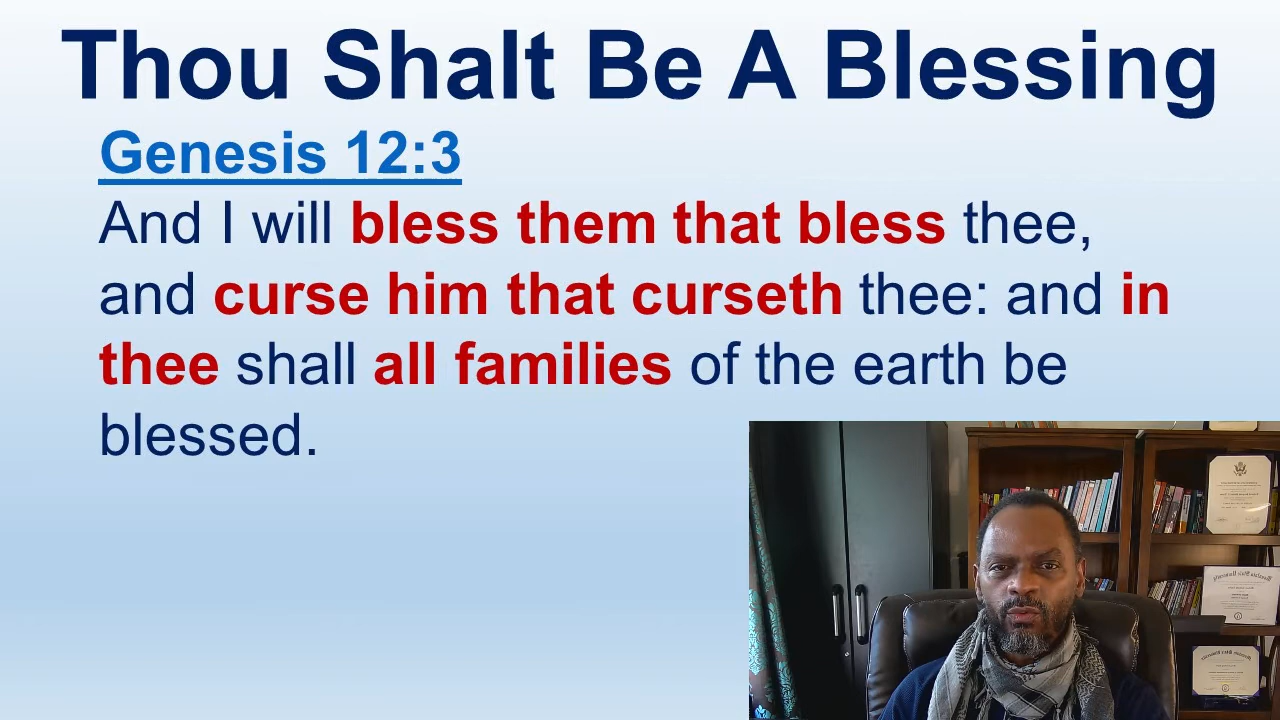 Thou Shalt Be A Blessing
Genesis 12:3
And I will bless them that bless thee,
and curse him that curseth thee: and in
thee shall all families of the earth be
blessed.